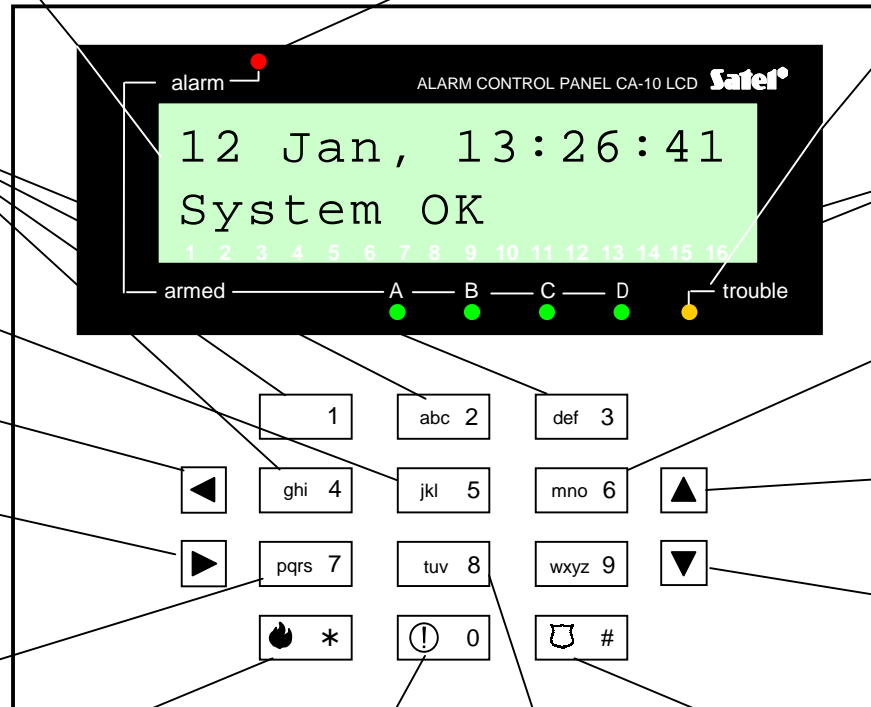 alarm ALARM CONTROL PANEL CA-10 LCD Satel®
12 Jan, 13:26:41
System OK
1 2 3 4 5 6 7 8 9 10 11 12 13 14 15 16
armed A B C D trouble
1 abc 2 def 3
ghi 4 jkl 5 mno 6
pqrs 7 tuv 8 wxyz 9
* 0 #